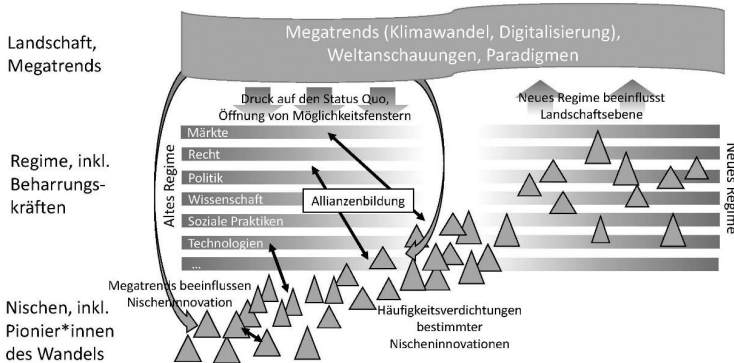 Landschaft,
Megatrends
Megatrends (Klimawandel, Digitalisierung),
Weltanschauungen, Paradigmen
Druck auf den Status Quo,
Öffnung von Möglichkeitsfenstern
Neues Regime beeinflusst
Landschaftsebene
Regime, inkl.
Beharrungs-
kräften
Altes Regime
Märkte
Recht
Politik
Wissenschaft
Soziale Praktiken
Technologien
...
Allianzenbildung
Neues Regime
Nischen, inkl.
Pionier*innen
des Wandels
Megatrends beeinflussen
Nischeninnovation
Häufigkeitsverdichtungen
bestimmter
Nischeninnovationen